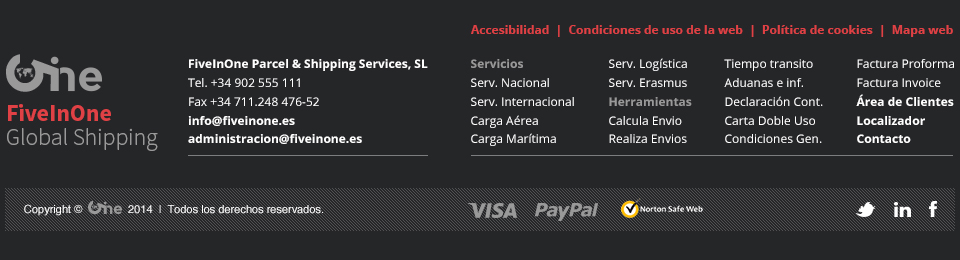 Accesibilidad | Condiciones de uso de la web | Política de cookies | Mapa web
5ine
FiveInOne
Global Shipping
FiveInOne Parcel & Shipping Services, SL
Tel. +34 902 555 111
Fax +34 711.248 476-52
info@fiveinone.es
administracion@fiveinone.es
Servicios
Serv. Nacional
Serv. Internacional
Carga Aérea
Carga Marítima
Serv. Logística
Serv. Erasmus
Herramientas
Calcula Envio
Realiza Envios
Tiempo transito
Aduanas e inf.
Declaración Cont.
Carta Doble Uso
Condiciones Gen.
Factura Proforma
Factura Invoice
Área de Clientes
Localizador
Contacto
Copyright © 5ine 2014 | Todos los derechos reservados.
VISA PayPal Norton Safe Web
in f